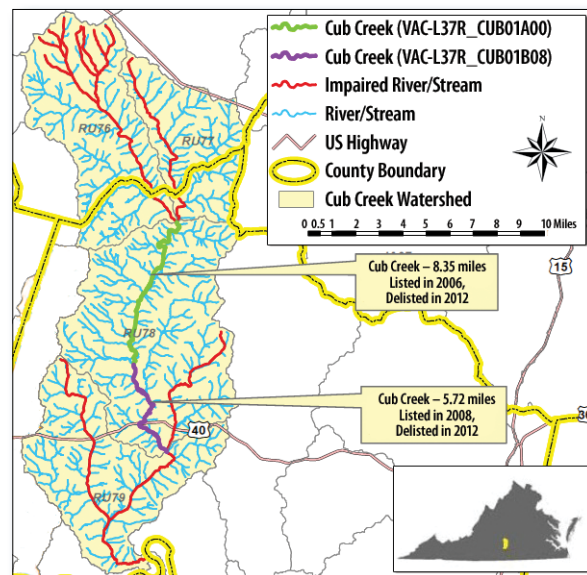 Cub Creek (VAC-L37R_CUB01A00)
Cub Creek (VAC-L37R_CUB01B08)
Impaired River/Stream
River/Stream
US Highway
County Boundary
Cub Creek Watershed
N
0 0.5 1 2 3 4 5 6 7 8 9 10 Miles
RU76
RU77
Cub Creek – 8.35 miles
Listed in 2006,
Delisted in 2012
15
RU78
Cub Creek – 5.72 miles
Listed in 2008,
Delisted in 2012
40
RU79